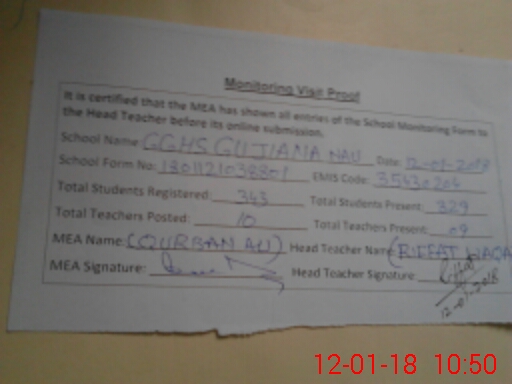 Monitoring Visit Proof
It is certified that the MEA has shown all entries of the School Monitoring Form to
the Head Teacher before its online submission.
School Name GGHS GUJIANA NAU Date: 12-01-2018
School Form No: EMIS Code:
Total Students Registered: 343 Total Students Present: 329
Total Teachers Posted: 10 Total Teachers Present: 09
MEA Name: (QURBAN ALI) Head Teacher Name (RIFFAT
MEA Signature: Head Teacher Signature:
12-01-2018
12-01-18 10:50